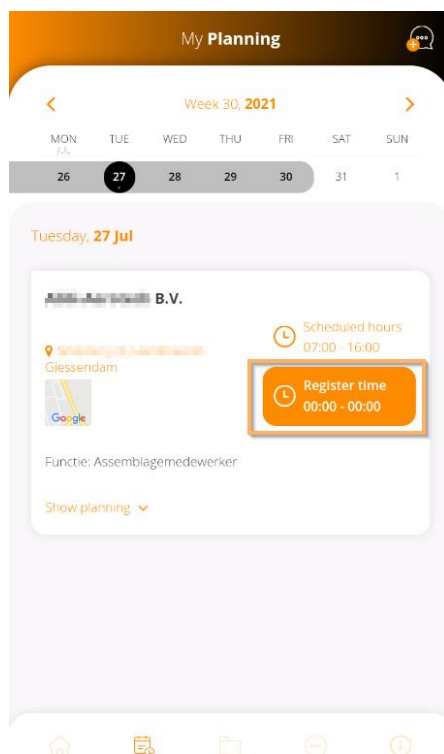 My Planning
Week 30, 2021
MON TUE WED THU FRI SAT SUN
JUL
26 27 28 29 30 31 1
Tuesday, 27 Jul
B.V.
Scheduled hours
07:00 - 16:00
Giessendam
Register time
00:00 - 00:00
Google
Functie: Assemblagemedewerker
Show planning